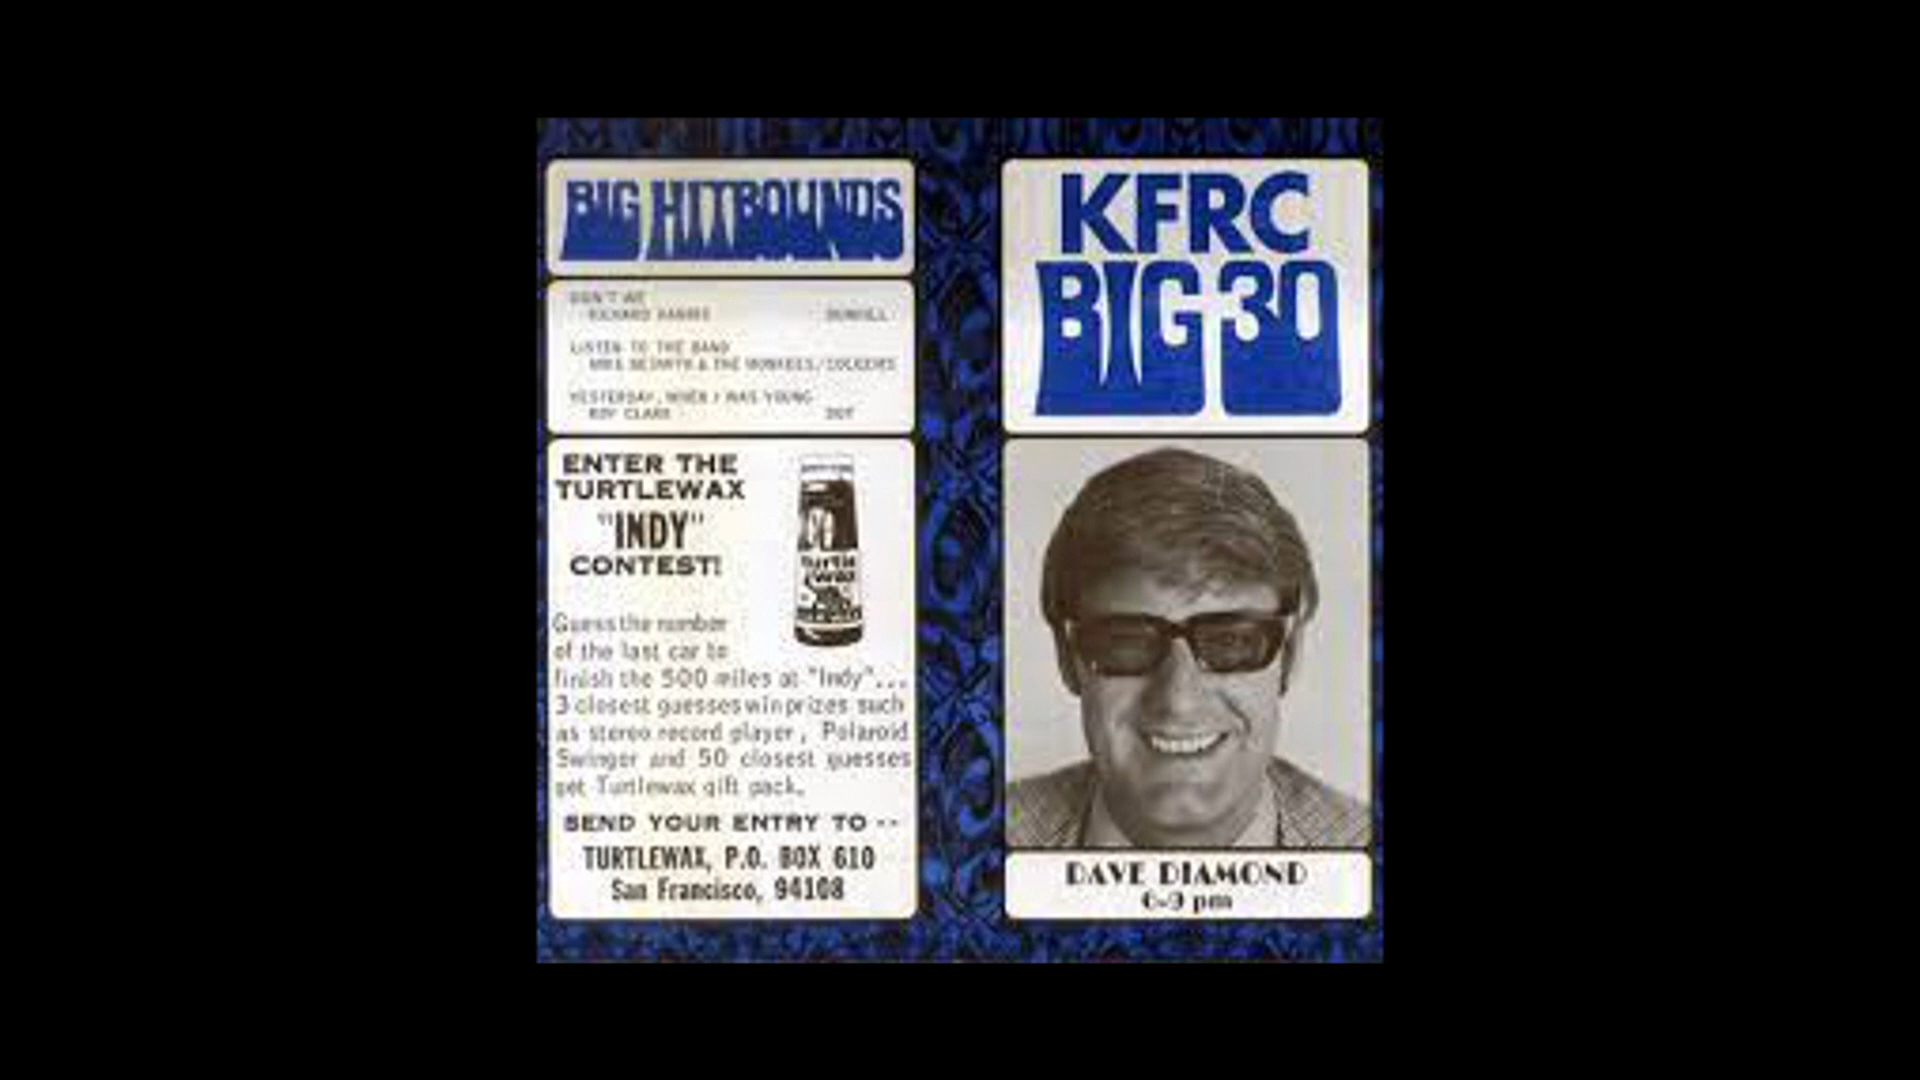 BIG HITBOUNDS
DON'T WE
RICHARD HARRIS DUNHILL
LISTEN TO THE BAND
& THE MONKEES/COLGEMS
YESTERDAY, WHEN I WAS YOUNG
ROY CLARK DOT
ENTER THE
TURTLEWAX
"INDY"
CONTEST!
Guess the number
of the last car to
finish the 500 miles at "Indy"...
3 closest guesses win prizes such
as stereo record player, Polaroid
Swinger and 50 closest guesses
get Turtlewax gift pack.
SEND YOUR ENTRY TO --
TURTLEWAX, P.O. BOX 610
San Francisco, 94108
turtle
wax
KFRC
BIG 30
DAVE DIAMOND
6-9 pm